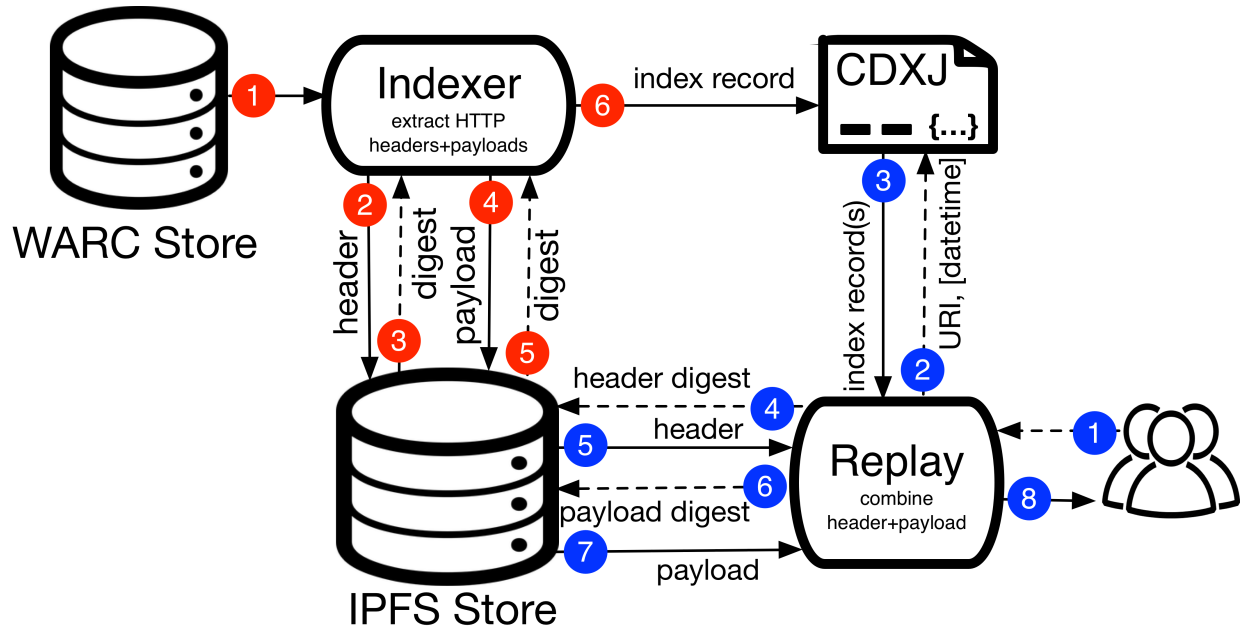 1
WARC Store
Indexer
extract HTTP
headers+payloads
6
index record
CDXJ
{...}
2
header
3
digest
4
payload
5
digest
3
index record(s)
2
URI, [datetime]
header digest
4
5
header
6
payload digest
7
payload
IPFS Store
Replay
combine
header+payload
1
8